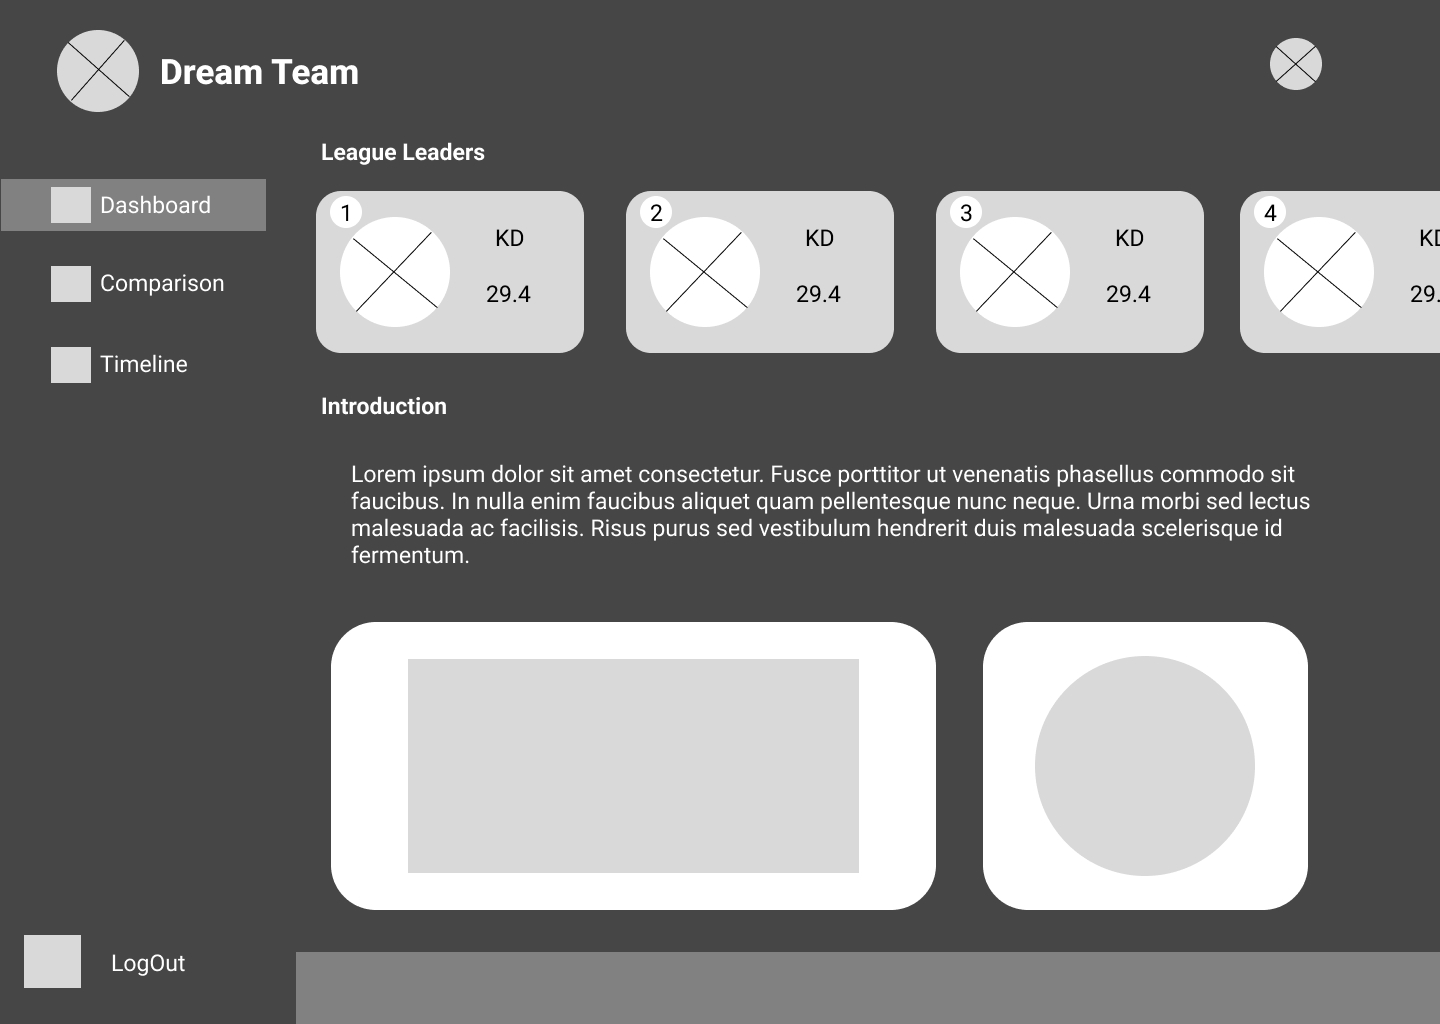 Dream Team
League Leaders
Dashboard
Comparison
Timeline
1
KD
29.4
2
KD
29.4
3
KD
29.4
4
KD
29.
Introduction
Lorem ipsum dolor sit amet consectetur. Fusce porttitor ut venenatis phasellus commodo sit
faucibus. In nulla enim faucibus aliquet quam pellentesque nunc neque. Urna morbi sed lectus
malesuada ac facilisis. Risus purus sed vestibulum hendrerit duis malesuada scelerisque id
fermentum.
LogOut